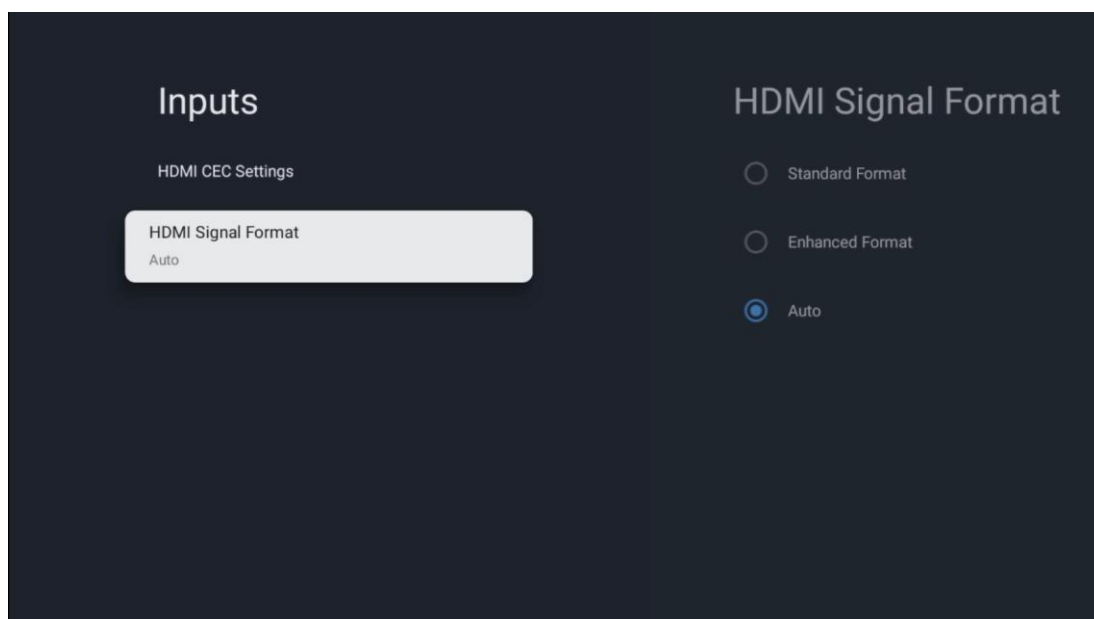 Inputs
HDMI CEC Settings
HDMI Signal Format
Auto
HDMI Signal Format
Standard Format
Enhanced Format
Auto